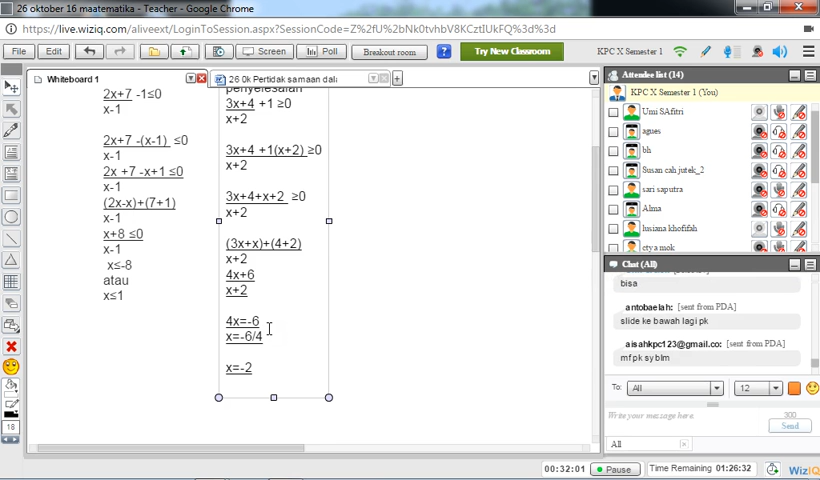 26 oktober 16 maatematika - Teacher - Google Chrome
https://live.wiziq.com/aliveext/LoginToSession.aspx?SessionCode=Z%2fU%2bNk0tvhbV8KCztIUkFQ%3d%3d
File Edit Screen Poll Breakout room ? Try New Classroom KPC X Semester 1
Whiteboard 1
26 0k Pertidak samaan dala
2x+7 -1≤0
x-1
2x+7 -(x-1) ≤0
x-1
2x +7 -x+1 ≤0
x-1
(2x-x)+(7+1)
x-1
x+8 ≤0
x-1
x≤-8
atau
x≤1
penyelesaian
3x+4 +1 ≥0
x+2
3x+4 +1(x+2) ≥0
x+2
3x+4+x+2 ≥0
x+2
(3x+x)+(4+2)
x+2
4x+6
x+2
4x=-6
x=-6/4
x=-2
18
Attendee list (14)
KPC X Semester 1 (You)
Umi SAfitri
agues
bh
Susan cah jutek_2
sari saputra
Alma
lusiana khofifah
ctya mok
Chat (All)
bisa
antobaelah: [sent from PDA]
slide ke bawah lagi pk
aisahkpc123@gmail.co: [sent from PDA]
mf pk sy blm
To: All 12
Write your message here... 300
Send
All
00:32:01 Pause Time Remaining 01:26:32 WizIQ